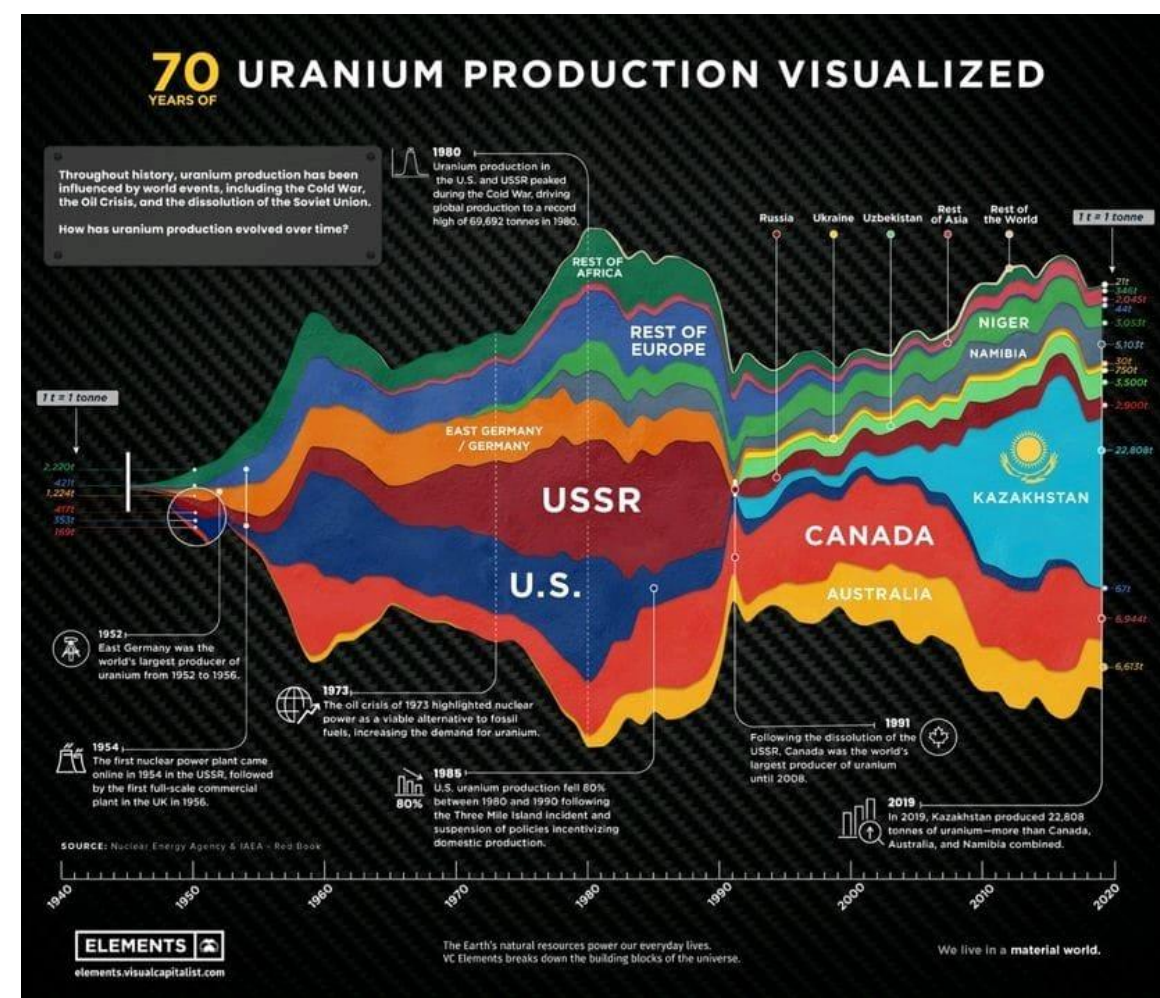 70 URANIUM PRODUCTION VISUALIZED
YEARS OF
Throughout history, uranium production has been
influenced by world events, including the Cold War,
the Oil Crisis, and the dissolution of the Soviet Union.
How has uranium production evolved over time?
1980
Uranium production in
the U.S. and USSR peaked
during the Cold War, driving
global production to a record
high of 69,692 tonnes in 1980.
Russia
Ukraine
Uzbekistan
Rest
of Asia
Rest of
the World
1 t = 1 tonne
REST OF
AFRICA
REST OF
EUROPE
EAST GERMANY
/ GERMANY
USSR
U.S.
NIGER
NAMIBIA
KAZAKHSTAN
CANADA
AUSTRALIA
21t
346t
2,045t
44t
3,053t
5,103t
30t
750t
3,500t
2,900t
22,808t
67t
6,944t
6,613t
1 t = 1 tonne
2,220t
421t
1,224t
417t
353t
169t
1952
East Germany was the
world's largest producer of
uranium from 1952 to 1956.
1954
The first nuclear power plant came
online in 1954 in the USSR, followed
by the first full-scale commercial
plant in the UK in 1956.
1973
The oil crisis of 1973 highlighted nuclear
power as a viable alternative to fossil
fuels, increasing the demand for uranium.
1985
80%
U.S. uranium production fell 80%
between 1980 and 1990 following
the Three Mile Island incident and
suspension of policies incentivizing
domestic production.
1991
Following the dissolution of the
USSR, Canada was the world's
largest producer of uranium
until 2008.
2019
In 2019, Kazakhstan produced 22,808
tonnes of uranium—more than Canada,
Australia, and Namibia combined.
SOURCE: Nuclear Energy Agency & IAEA - Red Book
1940
1950
1960
1970
1980
1990
2000
2010
2020
ELEMENTS
elements.visualcapitalist.com
The Earth's natural resources power our everyday lives.
VC Elements breaks down the building blocks of the universe.
We live in a material world.